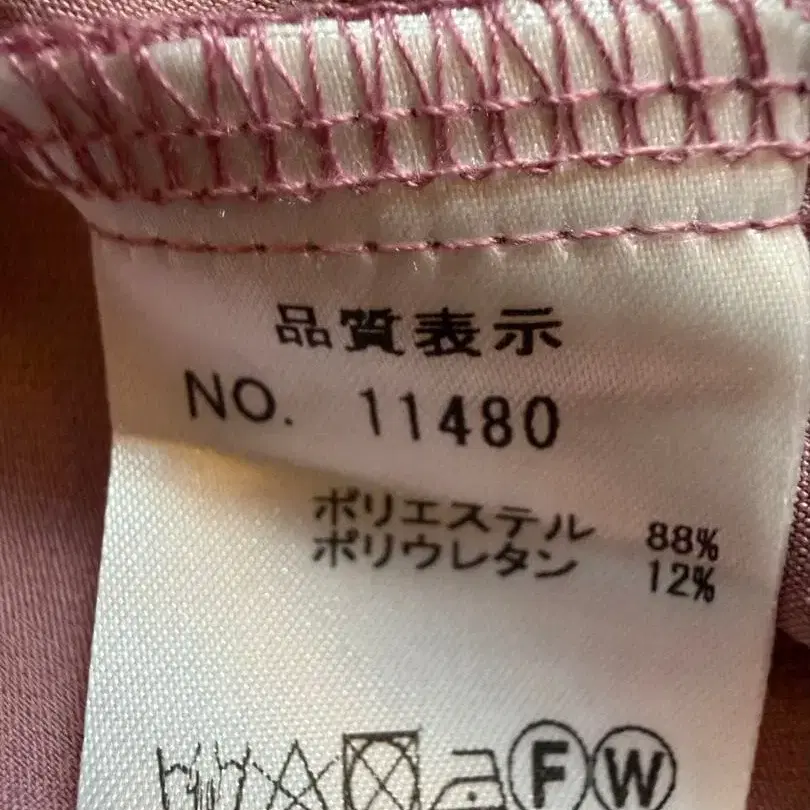 品質表示
NO. 11480
ポリエステル 88%
ポリウレタン 12%
F W